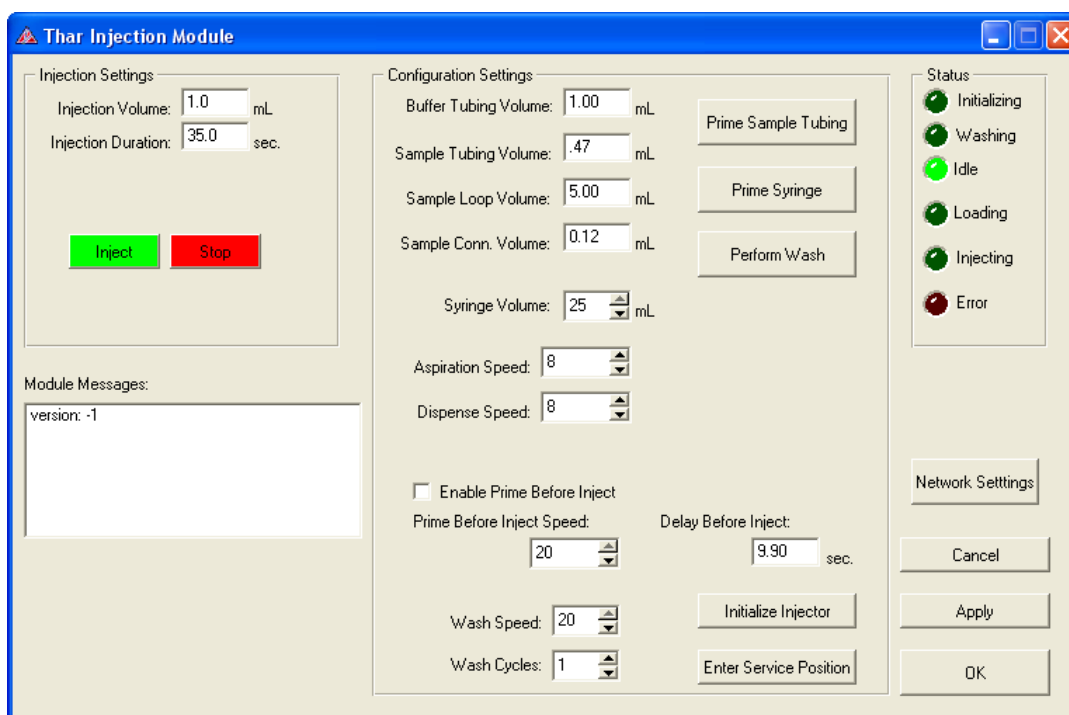 Thar Injection Module
Injection Settings
Injection Volume: 1.0 mL
Injection Duration: 35.0 sec.
Inject Stop
Module Messages:
version: -1
Configuration Settings
Buffer Tubing Volume: 1.00 mL
Sample Tubing Volume: .47 mL
Sample Loop Volume: 5.00 mL
Sample Conn. Volume: 0.12 mL
Syringe Volume: 25 mL
Aspiration Speed: 8
Dispense Speed: 8
Prime Sample Tubing
Prime Syringe
Perform Wash
Enable Prime Before Inject
Prime Before Inject Speed:
20
Delay Before Inject:
9.90 sec.
Wash Speed: 20
Wash Cycles: 1
Initialize Injector
Enter Service Position
Status
Initializing
Washing
Idle
Loading
Injecting
Error
Network Setttings
Cancel
Apply
OK